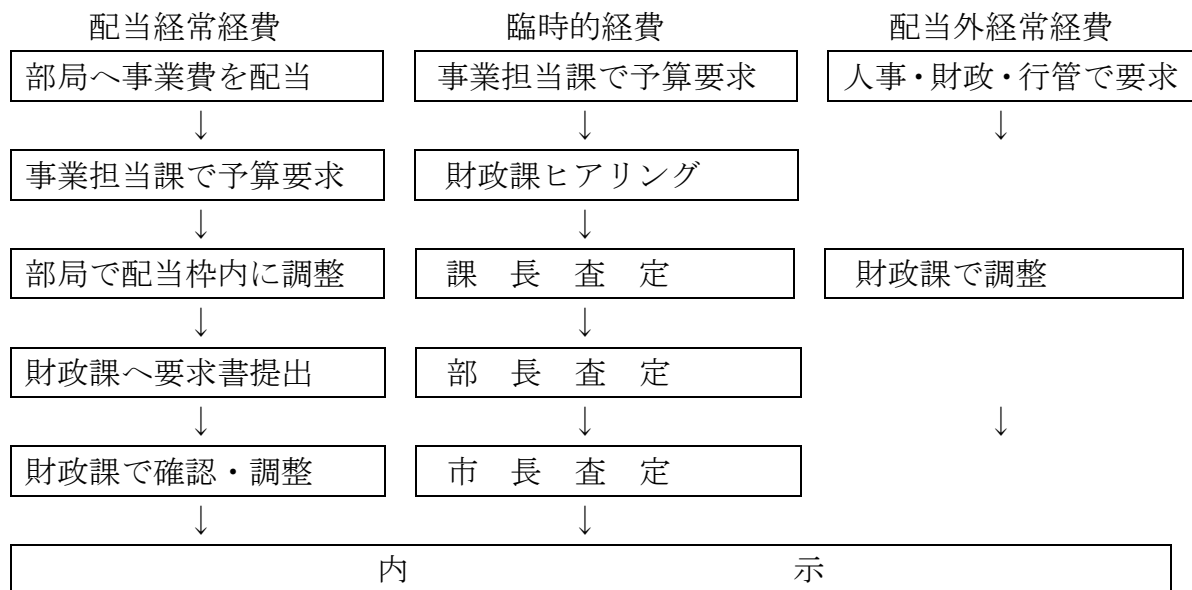 配当経常経費 臨時的経費 配当外経常経費
部局へ事業費を配当 事業担当課で予算要求 人事・財政・行管で要求
↓ ↓ ↓
事業担当課で予算要求 財政課ヒアリング
↓ ↓
部局で配当枠内に調整 課 長 査 定 財政課で調整
↓ ↓
財政課へ要求書提出 部 長 査 定
↓ ↓ ↓
財政課で確認・調整 市 長 査 定
↓ ↓
内 示